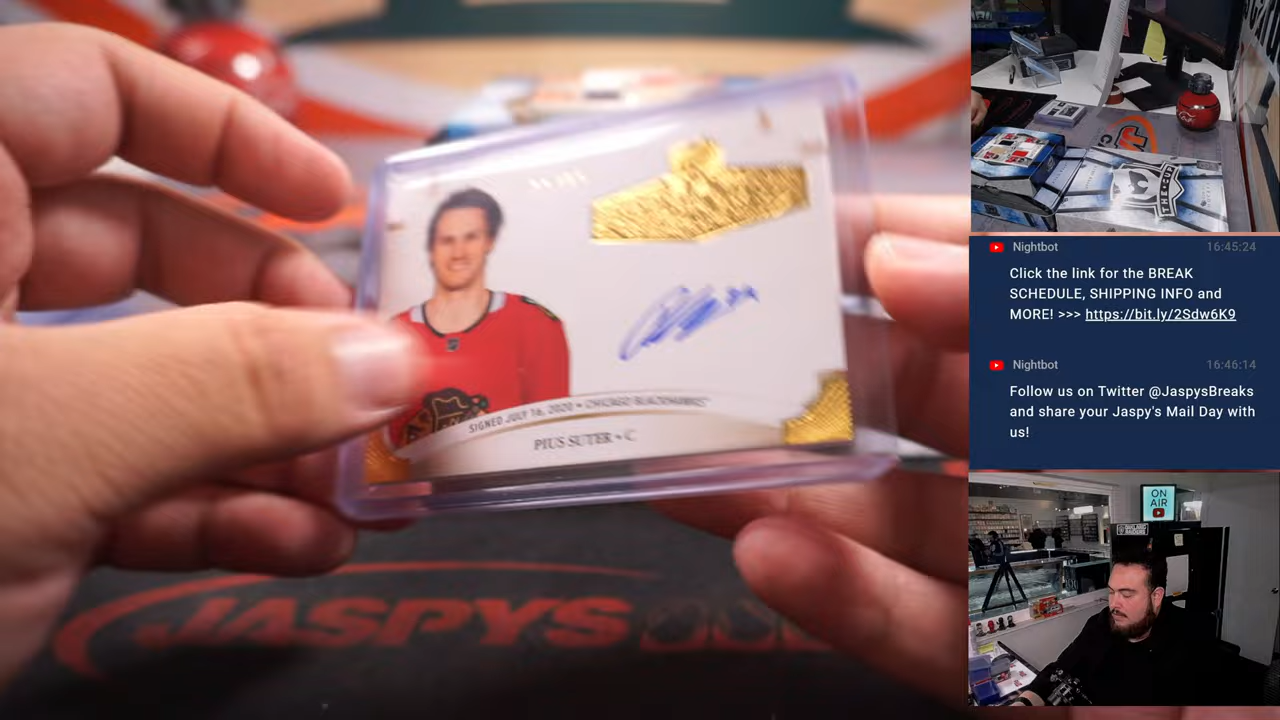 SIGNED JULY 16, 2020 • CHICAGO BLACKHAWKS
PIUS SUTER • C
JASPYS
THE CUP
Nightbot 16:45:24
Click the link for the BREAK
SCHEDULE, SHIPPING INFO and
MORE! >>> https://bit.ly/2Sdw6K9
Nightbot 16:46:14
Follow us on Twitter @JaspysBreaks
and share your Jaspy's Mail Day with
us!
ON
AIR